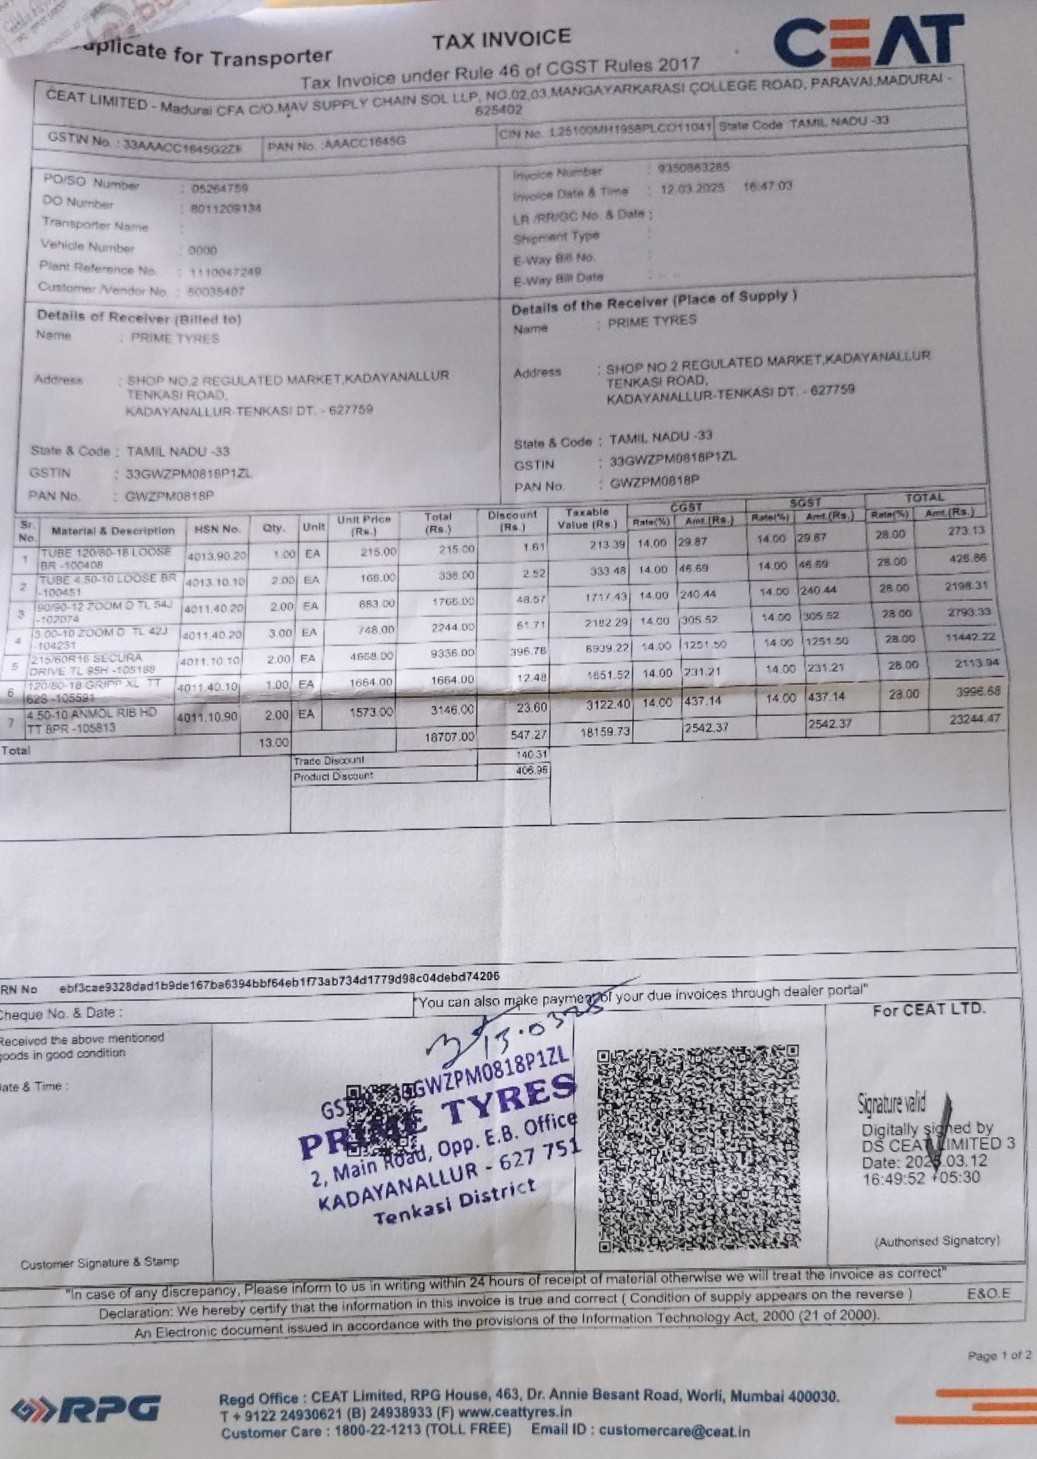 uplicate for Transporter
TAX INVOICE
CEAT
Tax Invoice under Rule 46 of CGST Rules 2017
CEAT LIMITED - Madurai CFA C/O.MAV SUPPLY CHAIN SOL LLP, NO.02,03,MANGAYARKARASI COLLEGE ROAD, PARAVAI,MADURAI -
625402
GSTIN No. : 33AAACC1645G2ZF PAN No. :AAACC1645G CIN No. :L25100MH1958PLCO11041 State Code :TAMIL NADU -33
PO/SO Number : 05264759
DO Number : 8011209134
Transporter Name :
Vehicle Number : 0000
Plant Reference No. : 1110047249
Customer /Vendor No : 50035407
Invoice Number : 9350863285
Invoice Date & Time : 12.03.2025 16:47:03
LR /RR/GC No. & Date :
Shipment Type :
E-Way Bill No. :
E-Way Bill Date :
Details of Receiver (Billed to)
Name : PRIME TYRES
Address : SHOP NO.2 REGULATED MARKET,KADAYANALLUR
TENKASI ROAD,
KADAYANALLUR-TENKASI DT. - 627759
State & Code : TAMIL NADU -33
GSTIN : 33GWZPM0818P1ZL
PAN No. : GWZPM0818P
Details of the Receiver (Place of Supply )
Name : PRIME TYRES
Address : SHOP NO.2 REGULATED MARKET,KADAYANALLUR
TENKASI ROAD,
KADAYANALLUR-TENKASI DT. - 627759
State & Code : TAMIL NADU -33
GSTIN : 33GWZPM0818P1ZL
PAN No. : GWZPM0818P
Sr. No. Material & Description HSN No. Qty. Unit Unit Price (Rs.) Total (Rs.) Discount (Rs.) Taxable Value (Rs.) CGST Rate(%) Amt.(Rs.) SGST Rate(%) Amt.(Rs.) TOTAL Rate(%) Amt.(Rs.)
1 TUBE 120/80-18 LOOSE BR -100408 4013.90.20 1.00 EA 215.00 215.00 1.61 213.39 14.00 29.87 14.00 29.87 28.00 273.13
2 TUBE 4.50-10 LOOSE BR -100451 4013.10.10 2.00 EA 168.00 336.00 2.52 333.48 14.00 46.69 14.00 46.69 28.00 426.86
3 90/90-12 ZOOM D TL 54J -102074 4011.40.20 2.00 EA 883.00 1766.00 48.57 1717.43 14.00 240.44 14.00 240.44 28.00 2198.31
4 3.00-10 ZOOM D TL 42J -104231 4011.40.20 3.00 EA 748.00 2244.00 61.71 2182.29 14.00 305.52 14.00 305.52 28.00 2793.33
5 215/60R16 SECURA DRIVE TL 95H -105188 4011.10.10 2.00 EA 4668.00 9336.00 396.78 8939.22 14.00 1251.50 14.00 1251.50 28.00 11442.22
6 120/80-18 GRIPP XL TT 62S -105591 4011.40.10 1.00 EA 1664.00 1664.00 12.48 1651.52 14.00 231.21 14.00 231.21 28.00 2113.94
7 4.50-10 ANMOL RIB HD TT 8PR -105813 4011.10.90 2.00 EA 1573.00 3146.00 23.60 3122.40 14.00 437.14 14.00 437.14 28.00 3996.68
Total 13.00 18707.00 547.27 18159.73 2542.37 2542.37 23244.47
Trade Discount 140.31
Product Discount 406.96
RN No ebf3cae9328dad1b9de167ba6394bbf64eb1f73ab734d1779d98c04debd74206
Cheque No. & Date :
"You can also make payment of your due invoices through dealer portal"
Received the above mentioned
goods in good condition
ate & Time :
Customer Signature & Stamp
13.0325
33GWZPM0818P1ZL
PRIME TYRES
2, Main Road, Opp. E.B. Office
KADAYANALLUR - 627 751
Tenkasi District
For CEAT LTD.
Signature valid
Digitally signed by
DS CEAT LIMITED 3
Date: 2025.03.12
16:49:52 +05:30
(Authorised Signatory)
"In case of any discrepancy, Please inform to us in writing within 24 hours of receipt of material otherwise we will treat the invoice as correct"
Declaration: We hereby certify that the information in this invoice is true and correct ( Condition of supply appears on the reverse ) E&O.E
An Electronic document issued in accordance with the provisions of the Information Technology Act, 2000 (21 of 2000).
Page 1 of 2
RPG
Regd Office : CEAT Limited, RPG House, 463, Dr. Annie Besant Road, Worli, Mumbai 400030.
T + 9122 24930621 (B) 24938933 (F) www.ceattyres.in
Customer Care : 1800-22-1213 (TOLL FREE) Email ID : customercare@ceat.in